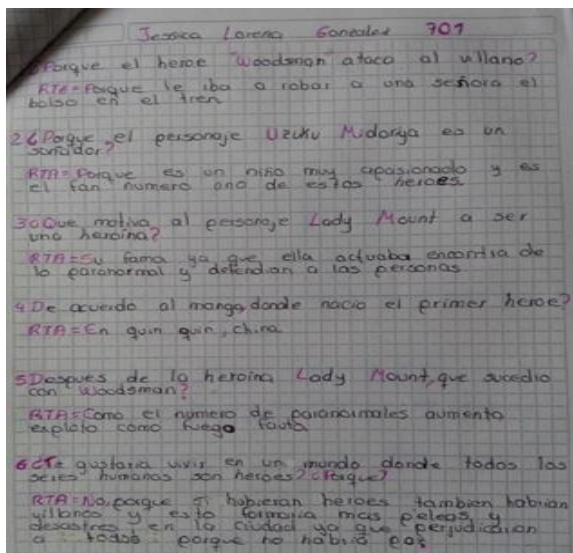 Jessica Lorena Gonzalez 701
Porque el heroe "Woodsman" ataco al villano?
RTA= Porque le iba a robar a una señora el
bolso en el tren
2¿Porque el personaje Uzuku Midorya es un
soñador?
RTA= Porque es un niño muy apasionado y es
el fan numero uno de estos heroes.
3¿Que motiva al personaje Lady Mount a ser
una heroina?
RTA= Su fama ya que ella actuaba encontra de
lo paranormal y defendian a las personas
4 De acuerdo al manga, donde nacio el primer heroe?
RTA= En quin quin, china
5 Despues de la heroina Lady Mount, que sucedio
con Woodsman?
RTA= Como el numero de paranormales aumento
exploto como fuego
6 ¿Te gustaria vivir en un mundo donde todos los
seres humanos son heroes? ¿Porque?
RTA= No, porque si hubieran heroes tambien habrian
villanos y esto formaria mas peleas y
desastres en la ciudad ya que perjudicarian
a todos porque no habria paz